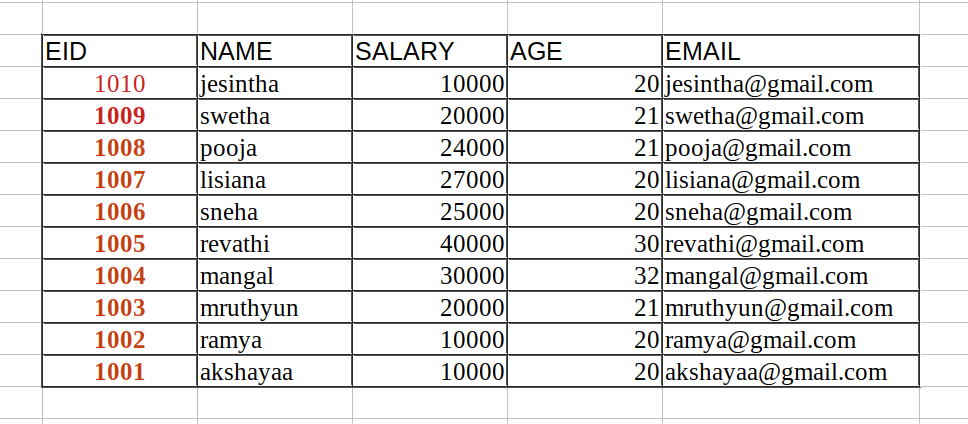 EID NAME SALARY AGE EMAIL
1010 jesintha 10000 20 jesintha@gmail.com
1009 swetha 20000 21 swetha@gmail.com
1008 pooja 24000 21 pooja@gmail.com
1007 lisiana 27000 20 lisiana@gmail.com
1006 sneha 25000 20 sneha@gmail.com
1005 revathi 40000 30 revathi@gmail.com
1004 mangal 30000 32 mangal@gmail.com
1003 mruthyun 20000 21 mruthyun@gmail.com
1002 ramya 10000 20 ramya@gmail.com
1001 akshayaa 10000 20 akshayaa@gmail.com